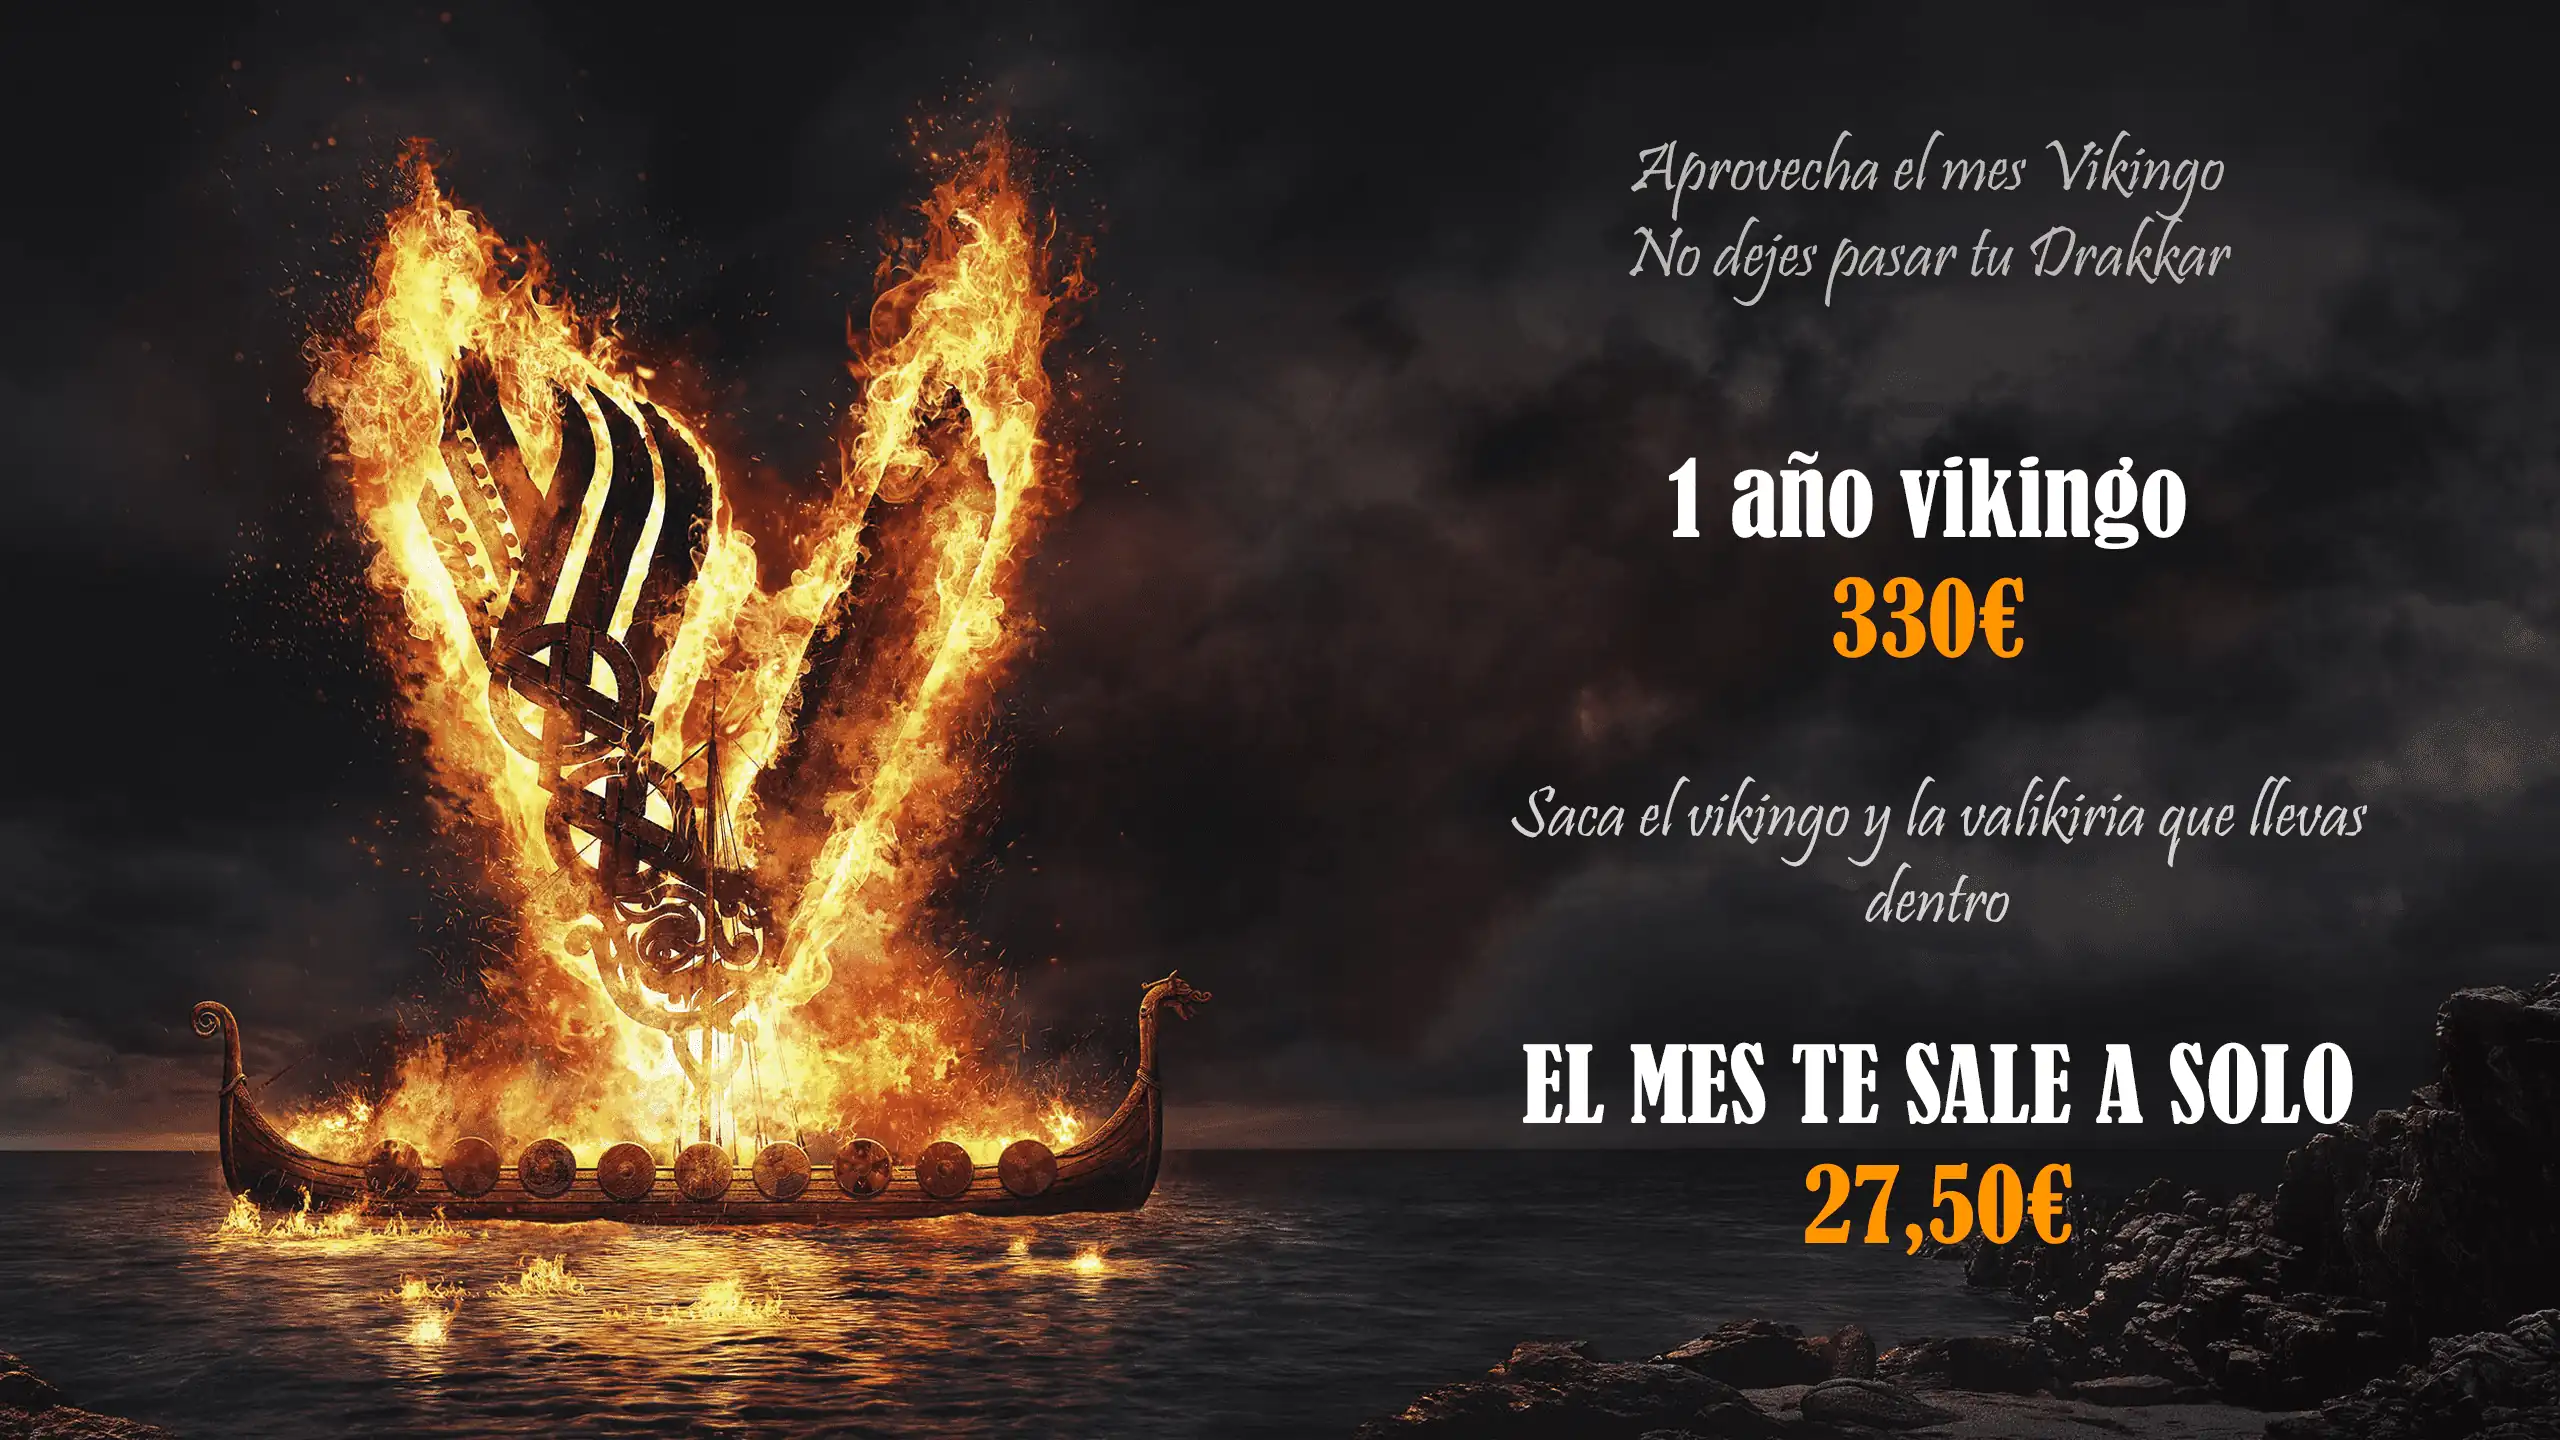 Aprovecha el mes Vikingo
No dejes pasar tu Drakkar
1 año vikingo
330€
Saca el vikingo y la valikiria que llevas
dentro
EL MES TE SALE A SOLO
27,50€